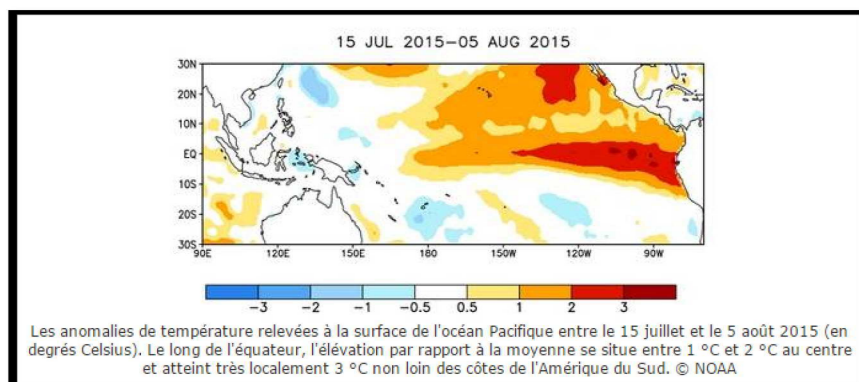 15 JUL 2015-05 AUG 2015
30N
20N
10N
EQ
10S
20S
30S
90E 120E 150E 180 150W 120W 90W
-3 -2 -1 -0.5 0.5 1 2 3
Les anomalies de température relevées à la surface de l'océan Pacifique entre le 15 juillet et le 5 août 2015 (en
degrés Celsius). Le long de l'équateur, l'élévation par rapport à la moyenne se situe entre 1 °C et 2 °C au centre
et atteint très localement 3 °C non loin des côtes de l'Amérique du Sud. © NOAA